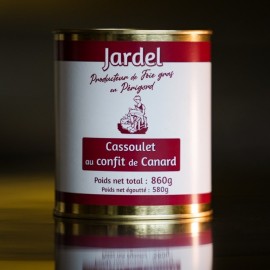 Jardel
Producteur de Foie gras
en Périgord
Cassoulet
au confit de Canard
Poids net total : 860g
Poids net égoutté : 580g